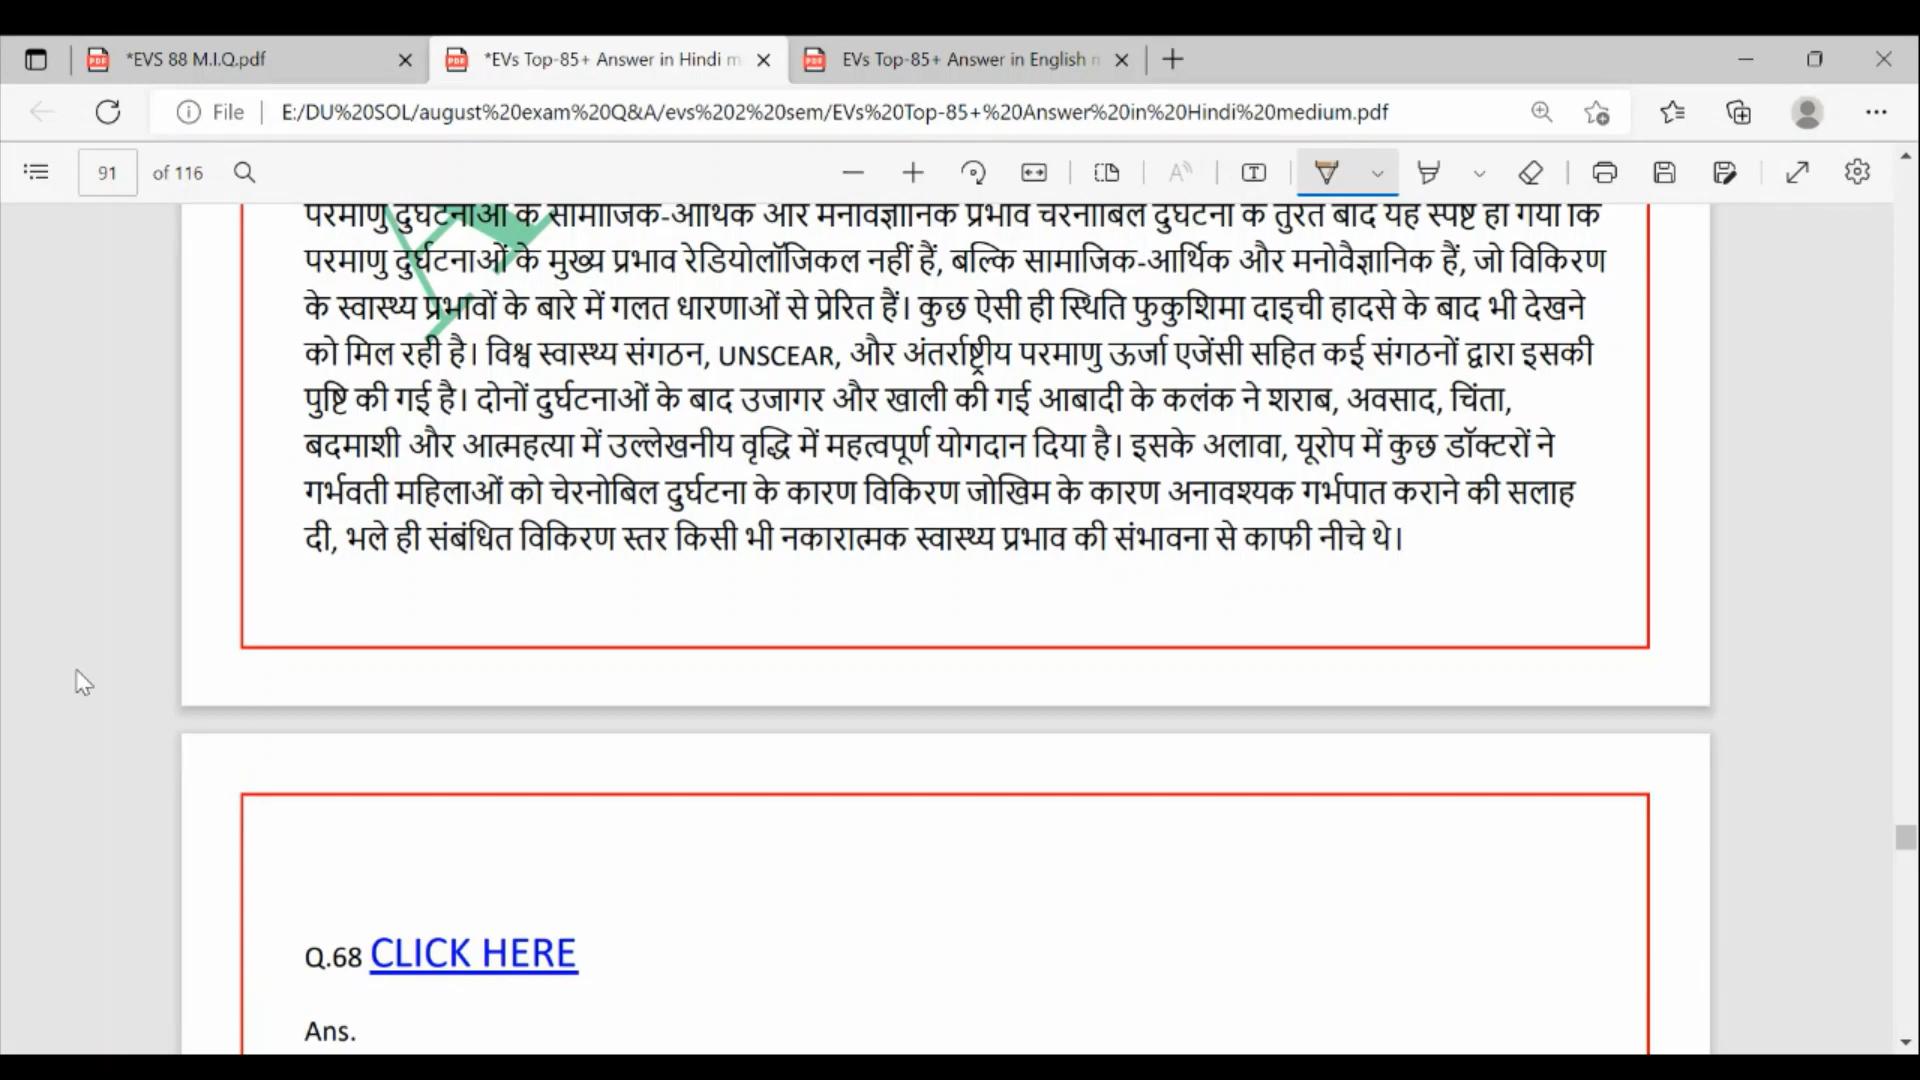 *EVS 88 M.I.Q.pdf
*EVs Top-85+ Answer in Hindi m
EVs Top-85+ Answer in English n
File
E:/DU%20SOL/august%20exam%20Q&A/evs%202%20sem/EVs%20Top-85+%20Answer%20in%20Hindi%20medium.pdf
91 of 116
परमाणु दुर्घटनाओं के सामाजिक-आर्थिक और मनोवैज्ञानिक प्रभाव चेरनोबिल दुर्घटना के तुरंत बाद यह स्पष्ट हो गया कि
परमाणु दुर्घटनाओं के मुख्य प्रभाव रेडियोलॉजिकल नहीं हैं, बल्कि सामाजिक-आर्थिक और मनोवैज्ञानिक हैं, जो विकिरण
के स्वास्थ्य प्रभावों के बारे में गलत धारणाओं से प्रेरित हैं। कुछ ऐसी ही स्थिति फुकुशिमा दाइची हादसे के बाद भी देखने
को मिल रही है। विश्व स्वास्थ्य संगठन, UNSCEAR, और अंतर्राष्ट्रीय परमाणु ऊर्जा एजेंसी सहित कई संगठनों द्वारा इसकी
पुष्टि की गई है। दोनों दुर्घटनाओं के बाद उजागर और खाली की गई आबादी के कलंक ने शराब, अवसाद, चिंता,
बदमाशी और आत्महत्या में उल्लेखनीय वृद्धि में महत्वपूर्ण योगदान दिया है। इसके अलावा, यूरोप में कुछ डॉक्टरों ने
गर्भवती महिलाओं को चेरनोबिल दुर्घटना के कारण विकिरण जोखिम के कारण अनावश्यक गर्भपात कराने की सलाह
दी, भले ही संबंधित विकिरण स्तर किसी भी नकारात्मक स्वास्थ्य प्रभाव की संभावना से काफी नीचे थे।
Q.68 CLICK HERE
Ans.